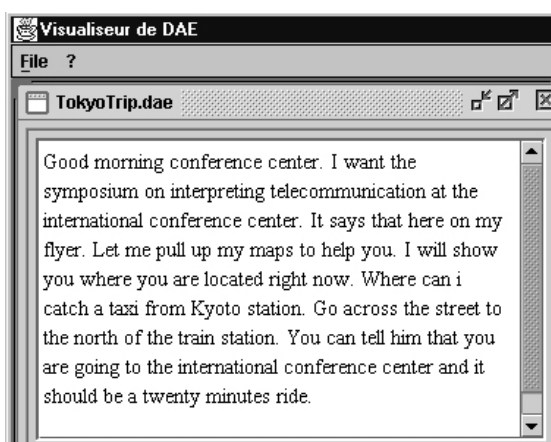 Visualiseur de DAE
File ?
TokyoTrip.dae
Good morning conference center. I want the
symposium on interpreting telecommunication at the
international conference center. It says that here on my
flyer. Let me pull up my maps to help you. I will show
you where you are located right now. Where can i
catch a taxi from Kyoto station. Go across the street to
the north of the train station. You can tell him that you
are going to the international conference center and it
should be a twenty minutes ride.